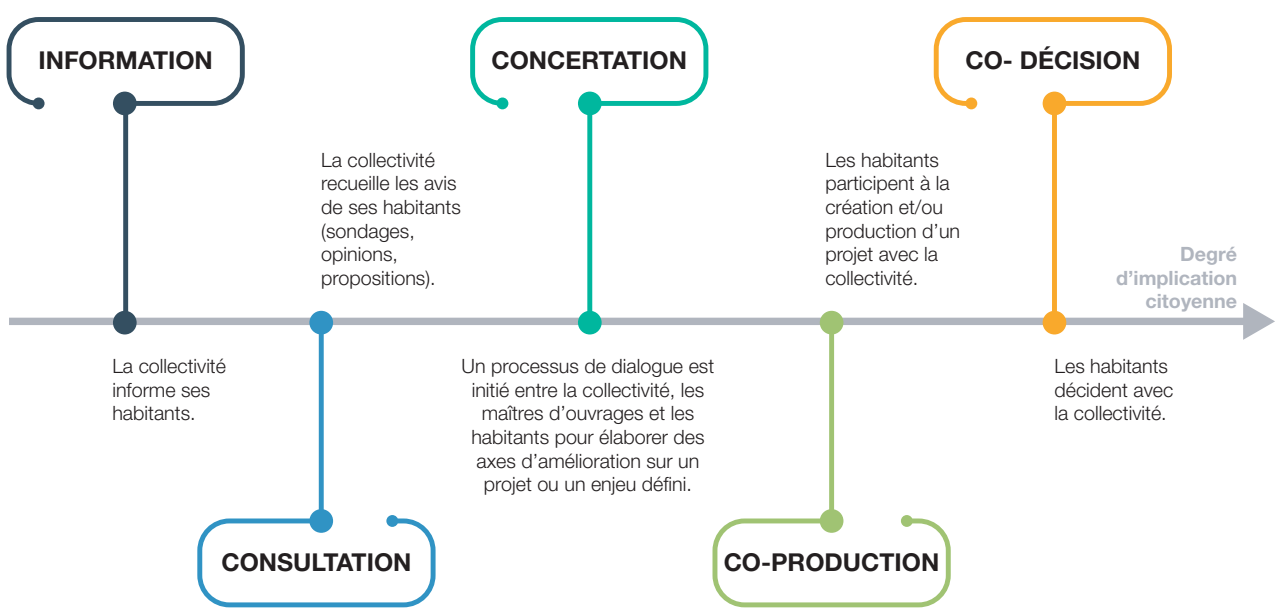 INFORMATION
La collectivité
informe ses
habitants.
La collectivité
recueille les avis
de ses habitants
(sondages,
opinions,
propositions).
CONSULTATION
CONCERTATION
Un processus de dialogue est
initié entre la collectivité, les
maîtres d’ouvrages et les
habitants pour élaborer des
axes d’amélioration sur un
projet ou un enjeu défini.
Les habitants
participent à la
création et/ou
production d’un
projet avec la
collectivité.
CO-PRODUCTION
CO- DÉCISION
Les habitants
décident avec
la collectivité.
Degré
d’implication
citoyenne